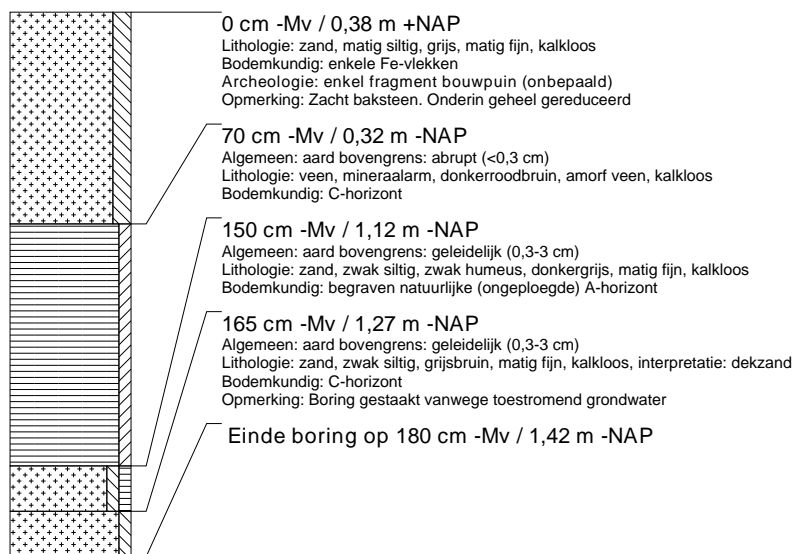 0 cm -Mv / 0,38 m +NAP
Lithologie: zand, matig siltig, grijs, matig fijn, kalkloos
Bodemkundig: enkele Fe-vlekken
Archeologie: enkel fragment bouwpuin (onbepaald)
Opmerking: Zacht baksteen. Onderin geheel gereduceerd
70 cm -Mv / 0,32 m -NAP
Algemeen: aard bovengrens: abrupt (<0,3 cm)
Lithologie: veen, mineraalarm, donkerroodbruin, amorf veen, kalkloos
Bodemkundig: C-horizont
150 cm -Mv / 1,12 m -NAP
Algemeen: aard bovengrens: geleidelijk (0,3-3 cm)
Lithologie: zand, zwak siltig, zwak humeus, donkergrijs, matig fijn, kalkloos
Bodemkundig: begraven natuurlijke (ongeploegde) A-horizont
165 cm -Mv / 1,27 m -NAP
Algemeen: aard bovengrens: geleidelijk (0,3-3 cm)
Lithologie: zand, zwak siltig, grijsbruin, matig fijn, kalkloos, interpretatie: dekzand
Bodemkundig: C-horizont
Opmerking: Boring gestaakt vanwege toestromend grondwater
Einde boring op 180 cm -Mv / 1,42 m -NAP